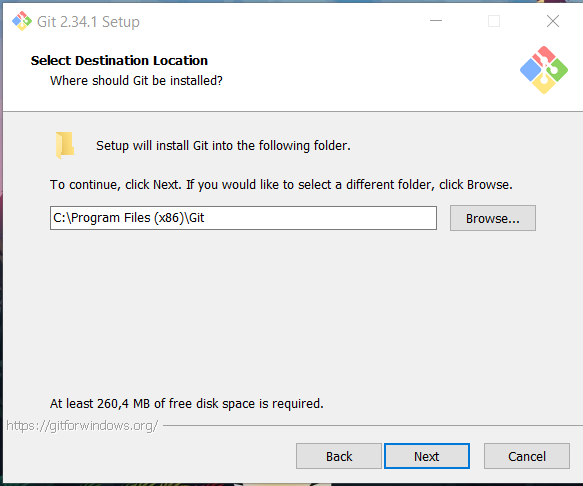 Git 2.34.1 Setup
Select Destination Location
Where should Git be installed?
Setup will install Git into the following folder.
To continue, click Next. If you would like to select a different folder, click Browse.
C:\Program Files (x86)\Git
Browse...
At least 260,4 MB of free disk space is required.
https://gitforwindows.org/
Back
Next
Cancel